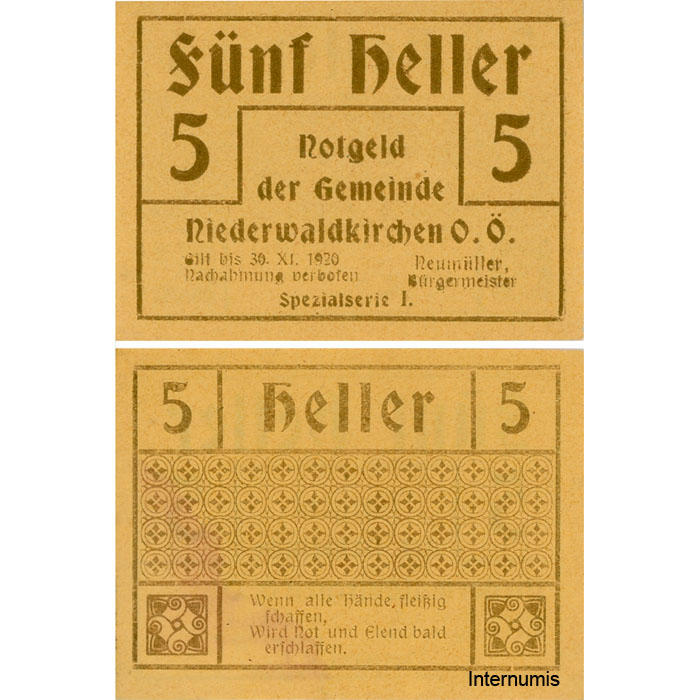 Fünf Heller
5 5
Notgeld
der Gemeinde
Niederwaldkirchen O. Ö.
Gilt bis 30. XI. 1920 Neumüller,
Nachahmung verboten Bürgermeister
Spezialserie I.
5 Heller 5
Wenn alle Hände, fleißig
schaffen,
Wird Not und Elend bald
erschlaffen.
Internumis